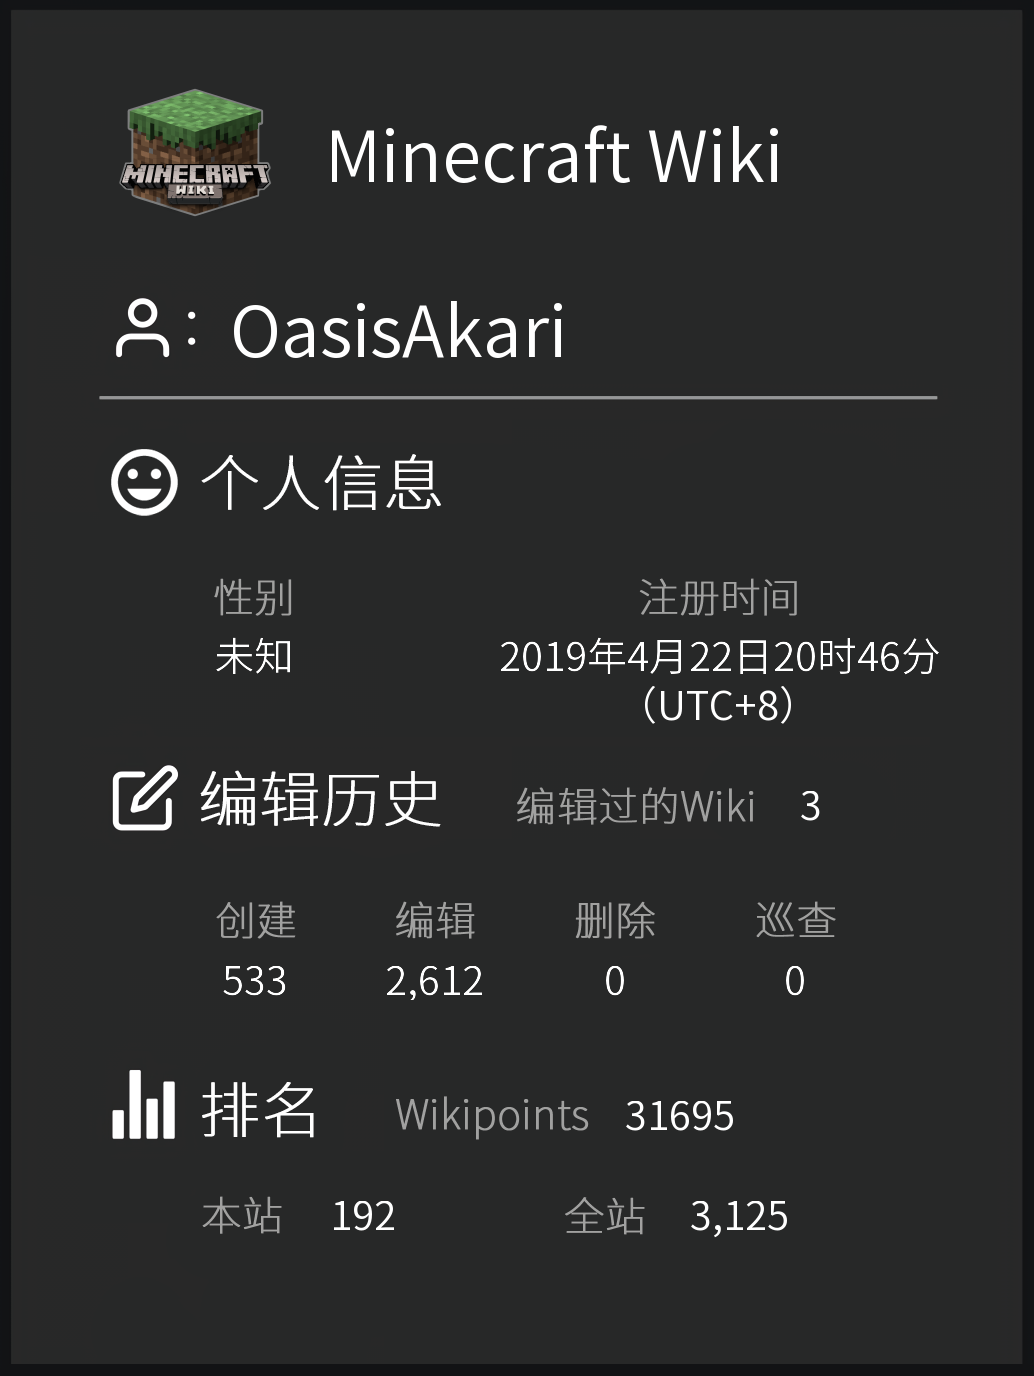 MINECRAFT
WIKI
Minecraft Wiki
: OasisAkari
个人信息
性别 注册时间
未知 2019年4月22日20时46分
（UTC+8）
编辑历史 编辑过的Wiki 3
创建 编辑 删除 巡查
533 2,612 0 0
排名 Wikipoints 31695
本站 192 全站 3,125